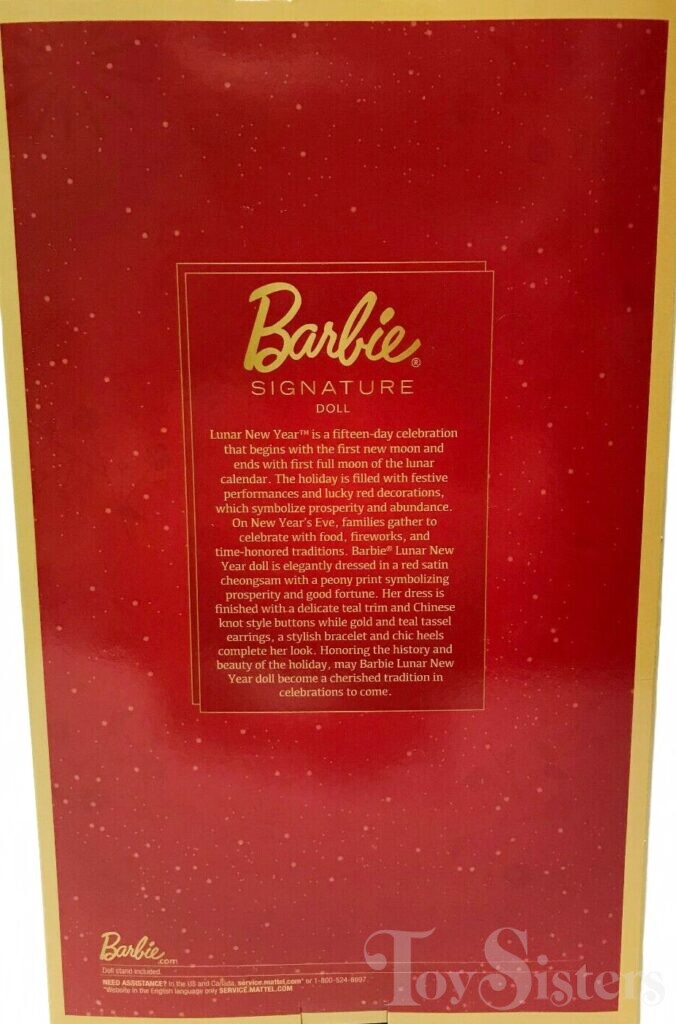 Barbie®
SIGNATURE
DOLL
Lunar New Year™ is a fifteen-day celebration
that begins with the first new moon and
ends with first full moon of the lunar
calendar. The holiday is filled with festive
performances and lucky red decorations,
which symbolize prosperity and abundance.
On New Year's Eve, families gather to
celebrate with food, fireworks, and
time-honored traditions. Barbie® Lunar New
Year doll is elegantly dressed in a red satin
cheongsam with a peony print symbolizing
prosperity and good fortune. Her dress is
finished with a delicate teal trim and Chinese
knot style buttons while gold and teal tassel
earrings, a stylish bracelet and chic heels
complete her look. Honoring the history and
beauty of the holiday, may Barbie Lunar New
Year doll become a cherished tradition in
celebrations to come.
Barbie.com
Doll stand included.
NEED ASSISTANCE? In the US and Canada, service.mattel.com* or 1-800-524-8697.
*Website in the English language only SERVICE.MATTEL.COM
ToySisters